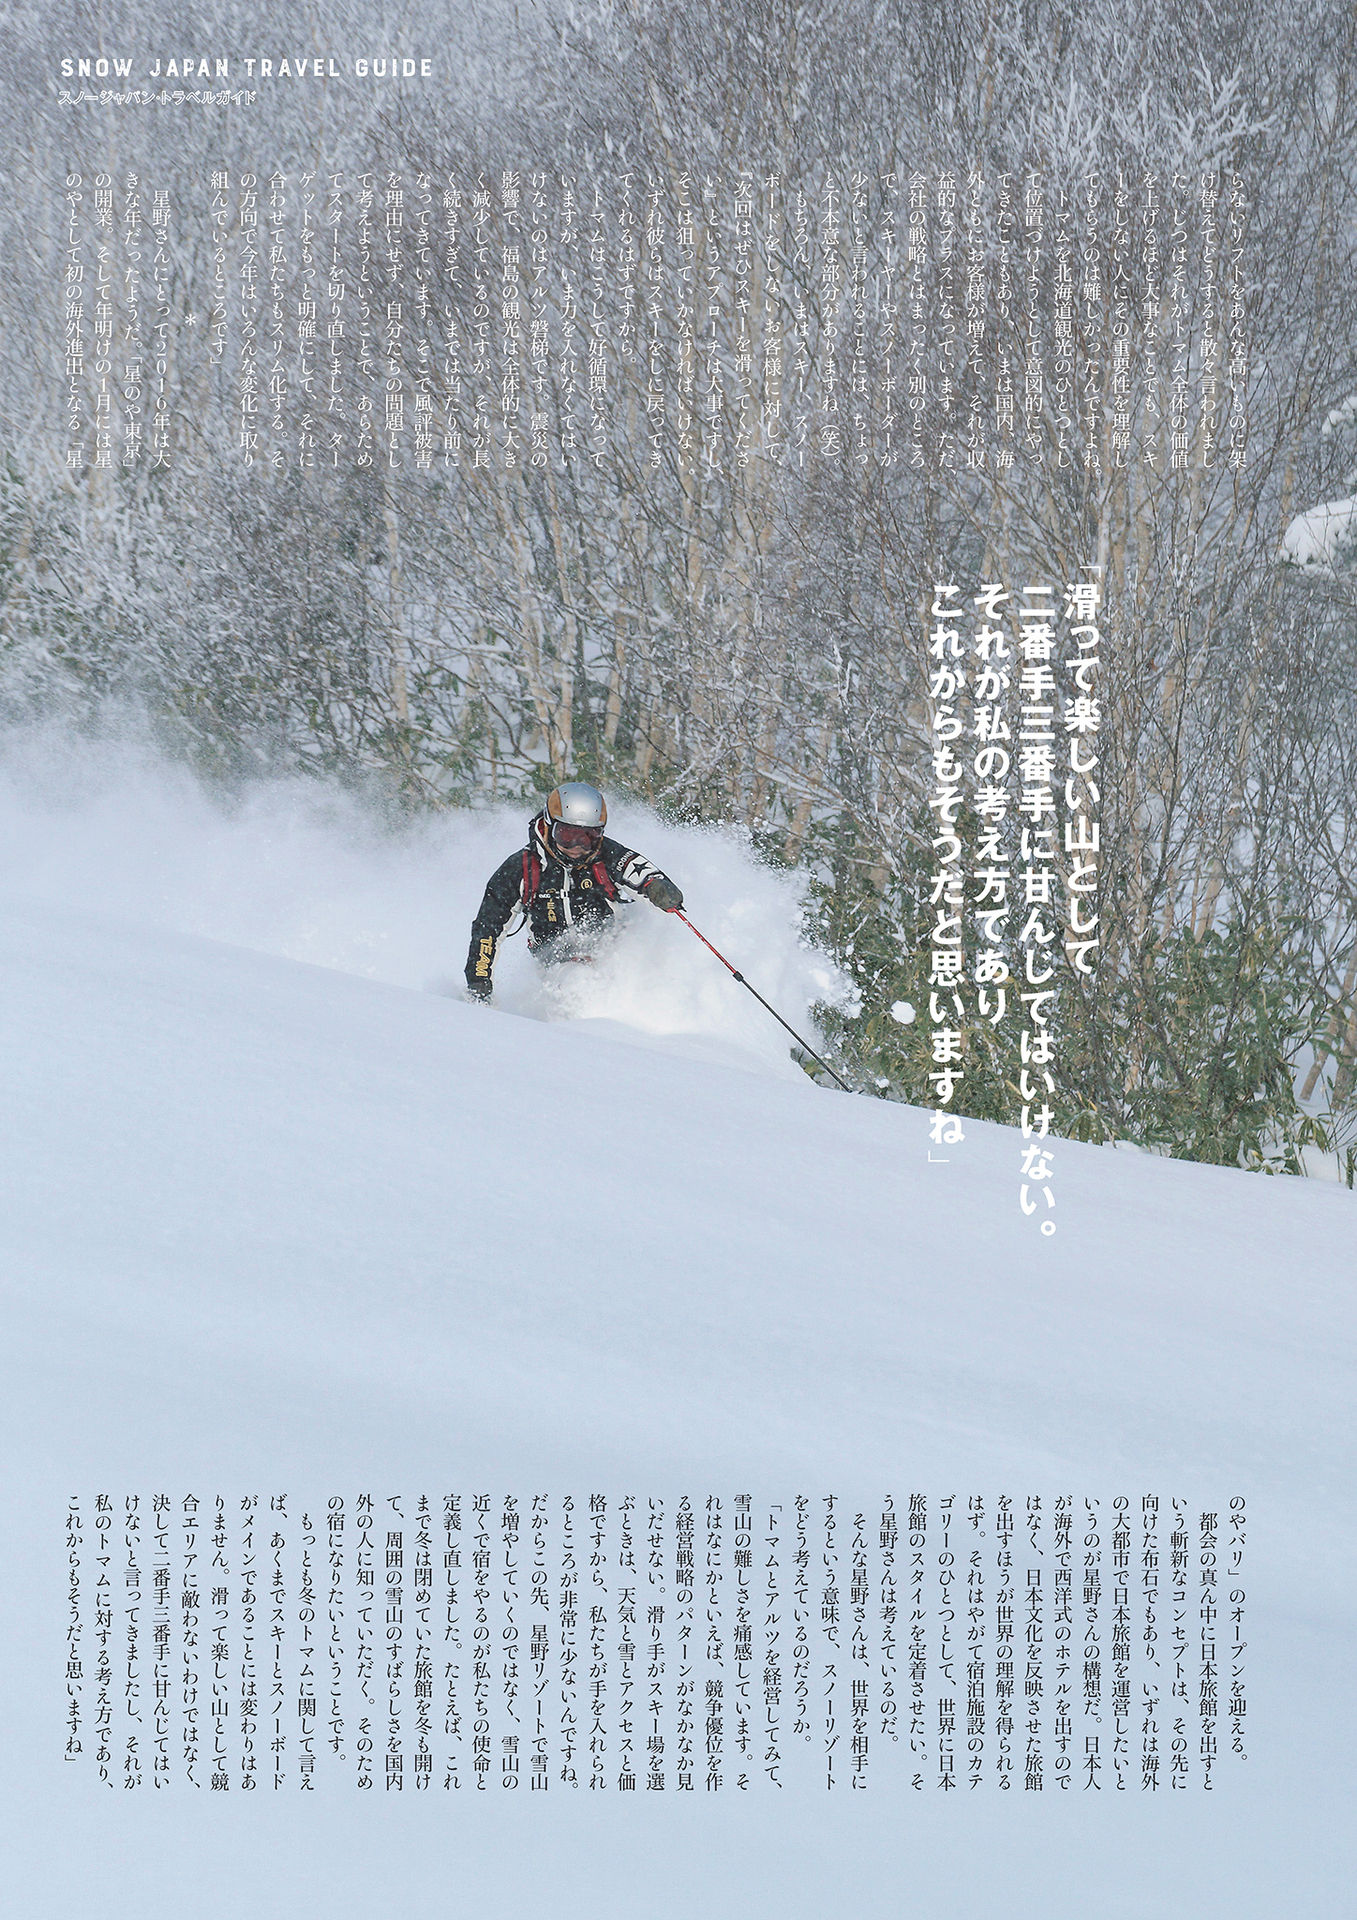 SNOW JAPAN TRAVEL GUIDE
スノージャパン・トラベルガイド
らないリフトをあんな高いものに架
け替えてどうすると散々言われまし
た。じつはそれがトマム全体の価値
を上げるほど大事なことでも、スキ
ーをしない人にその重要性を理解し
てもらうのは難しかったんですよね。
トマムを北海道観光のひとつとし
て位置づけようとして意図的にやっ
てきたこともあり、いまは国内、海
外ともにお客様が増えて、それが収
益的なプラスになっています。ただ、
会社の戦略とはまったく別のところ
で、スキーヤーやスノーボーダーが
少ないと言われることには、ちょっ
と不本意な部分がありますね（笑）。
もちろん、いまはスキー、スノー
ボードをしないお客様に対して、
『次回はぜひスキーを滑ってくださ
い』というアプローチは大事ですし、
そこは狙っていかなければいけない。
いずれ彼らはスキーをしに戻ってき
てくれるはずですから。
トマムはこうして好循環になって
いますが、いま力を入れなくてはい
けないのはアルツ磐梯です。震災の
影響で、福島の観光は全体的に大き
く減少しているのですが、それが長
く続きすぎて、いまでは当たり前に
なってきています。そこで風評被害
を理由にせず、自分たちの問題とし
て考えようということで、あらため
てスタートを切り直しました。ター
ゲットをもっと明確にして、それに
合わせて私たちもスリム化する。そ
の方向で今年はいろんな変化に取り
組んでいるところです」
＊
星野さんにとって2016年は大
きな年だったようだ。「星のや東京」
の開業。そして年明けの1月には星
のやとして初の海外進出となる「星
「滑って楽しい山として
二番手三番手に甘んじてはいけない。
それが私の考え方であり
これからもそうだと思いますね」
のやバリ」のオープンを迎える。
都会の真ん中に日本旅館を出すと
いう斬新なコンセプトは、その先に
向けた布石でもあり、いずれは海外
の大都市で日本旅館を運営したいと
いうのが星野さんの構想だ。日本人
が海外で西洋式のホテルを出すので
はなく、日本文化を反映させた旅館
を出すほうが世界の理解を得られる
はず。それはやがて宿泊施設のカテ
ゴリーのひとつとして、世界に日本
旅館のスタイルを定着させたい。そ
う星野さんは考えているのだ。
そんな星野さんは、世界を相手に
するという意味で、スノーリゾート
をどう考えているのだろうか。
「トマムとアルツを経営してみて、
雪山の難しさを痛感しています。そ
れはなにかといえば、競争優位を作
る経営戦略のパターンがなかなか見
いだせない。滑り手がスキー場を選
ぶときは、天気と雪とアクセスと価
格ですから、私たちが手を入れられ
るところが非常に少ないんですね。
だからこの先、星野リゾートで雪山
を増やしていくのではなく、雪山の
近くで宿をやるのが私たちの使命と
定義し直しました。たとえば、これ
まで冬は閉めていた旅館を冬も開け
て、周囲の雪山のすばらしさを国内
外の人に知っていただく。そのため
の宿になりたいということです。
もっとも冬のトマムに関して言え
ば、あくまでスキーとスノーボード
がメインであることには変わりはあ
りません。滑って楽しい山として競
合エリアに敵わないわけではなく、
決して二番手三番手に甘んじてはい
けないと言ってきましたし、それが
私のトマムに対する考え方であり、
これからもそうだと思いますね」
TEAM